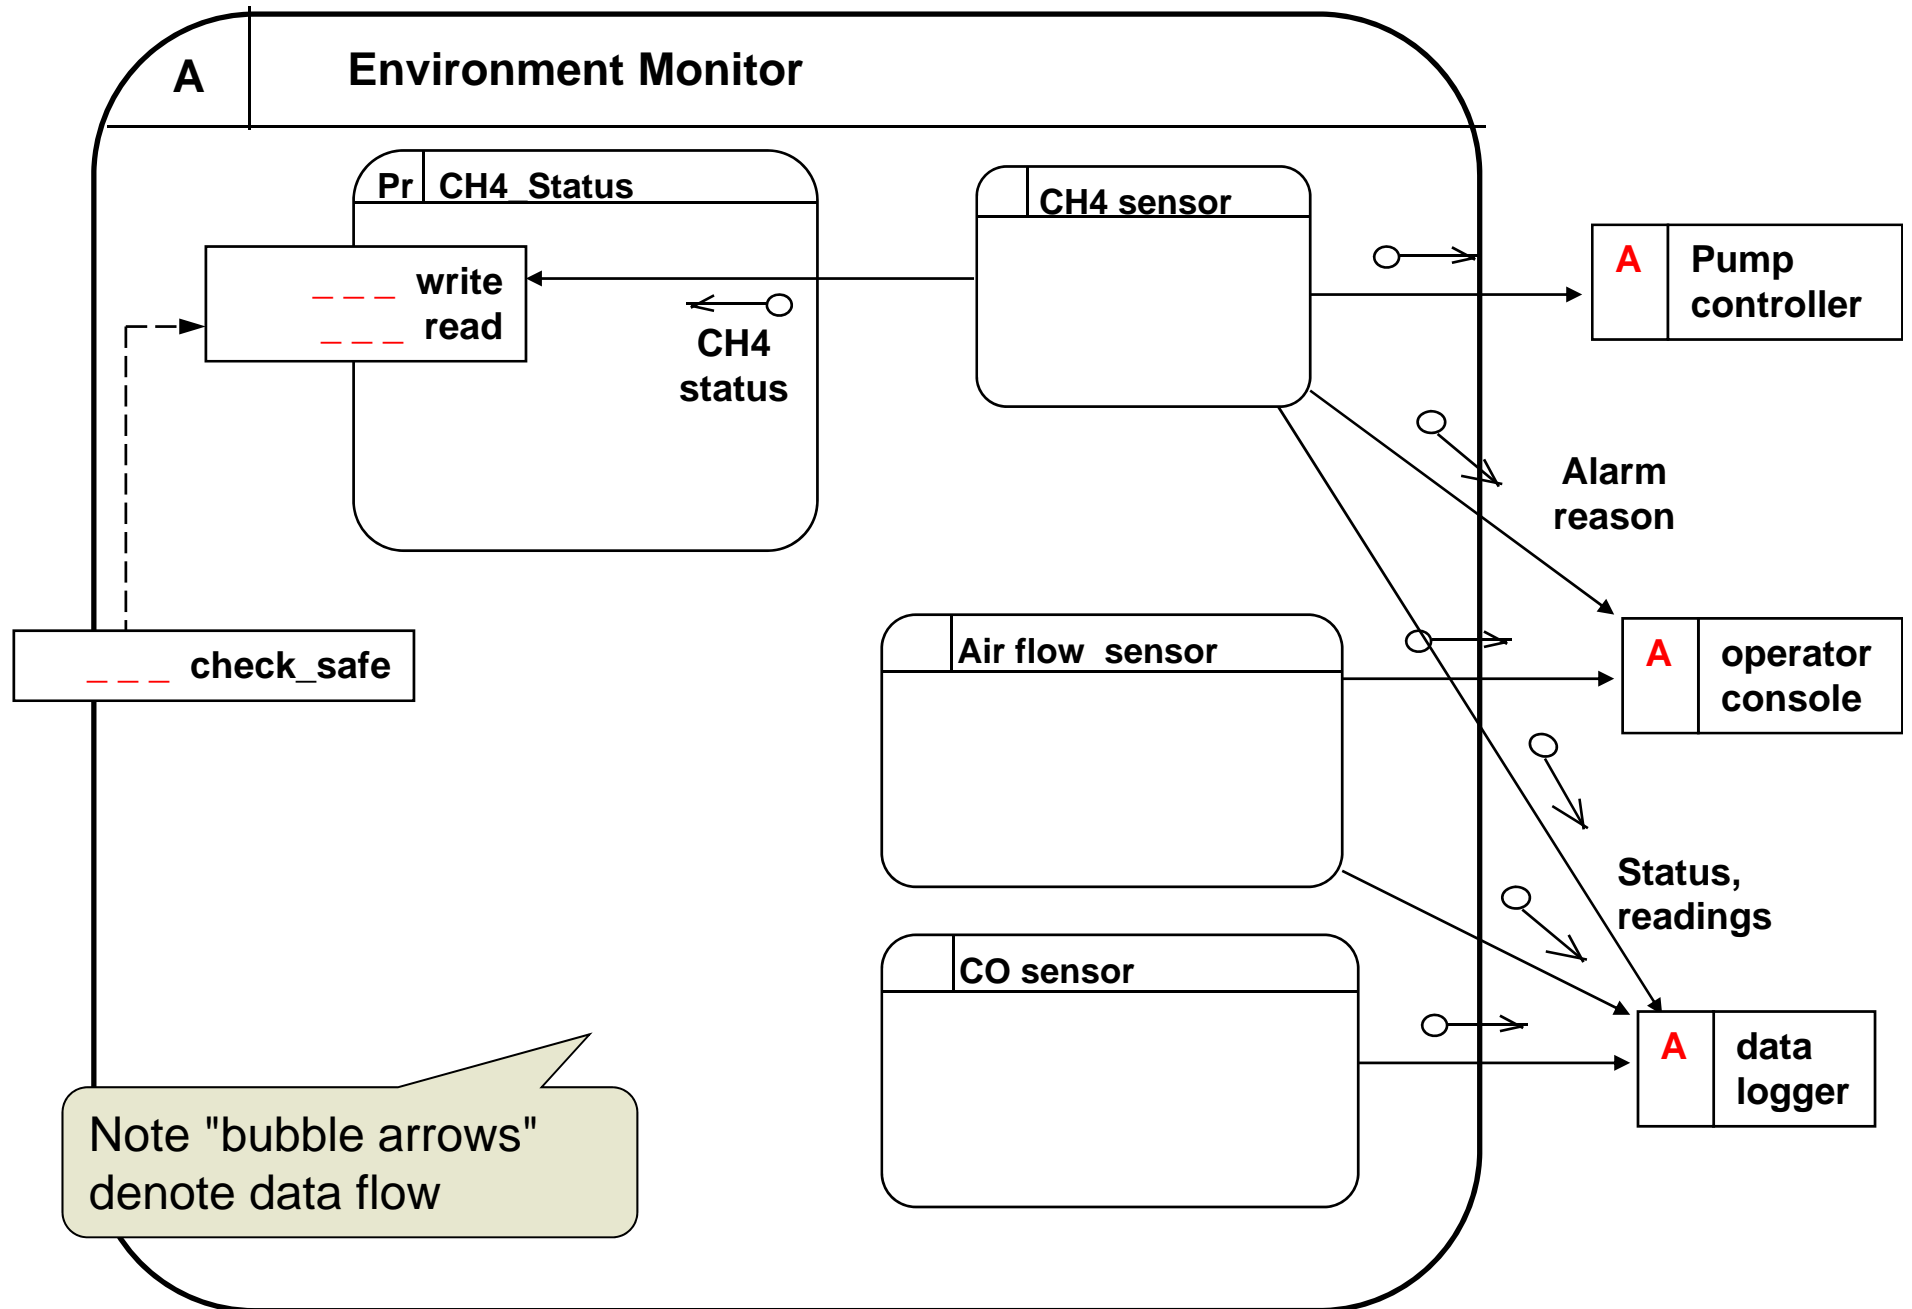 A
Environment Monitor
Pr
CH4_Status
CH4 sensor
_ _ _ write
_ _ _ read
CH4
status
A
Pump
controller
Alarm
reason
_ _ _ check_safe
Air flow sensor
A
operator
console
Status,
readings
CO sensor
A
data
logger
Note "bubble arrows"
denote data flow